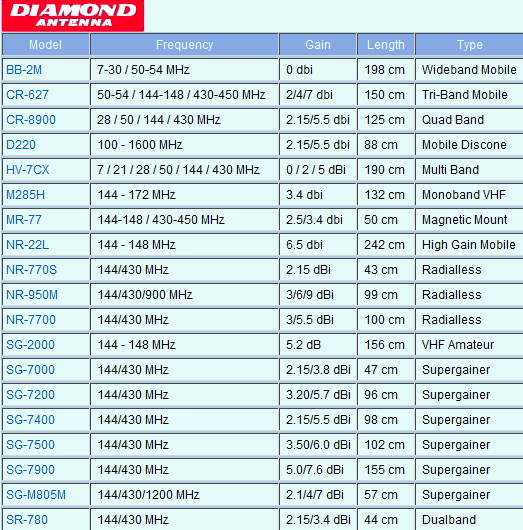 DIAMOND
ANTENNA
Model Frequency Gain Length Type
BB-2M 7-30 / 50-54 MHz 0 dbi 198 cm Wideband Mobile
CR-627 50-54 / 144-148 / 430-450 MHz 2/4/7 dbi 150 cm Tri-Band Mobile
CR-8900 28 / 50 / 144 / 430 MHz 2.15/5.5 dbi 125 cm Quad Band
D220 100 - 1600 MHz 2.15/5.5 dbi 88 cm Mobile Discone
HV-7CX 7 / 21 / 28 / 50 / 144 / 430 MHz 0 / 2 / 5 dBi 190 cm Multi Band
M285H 144 - 172 MHz 3.4 dbi 132 cm Monoband VHF
MR-77 144-148 / 430-450 MHz 2.5/3.4 dbi 50 cm Magnetic Mount
NR-22L 144 - 148 MHz 6.5 dbi 242 cm High Gain Mobile
NR-770S 144/430 MHz 2.15 dBi 43 cm Radialless
NR-950M 144/430/900 MHz 3/6/9 dBi 99 cm Radialless
NR-7700 144/430 MHz 3/5.5 dBi 100 cm Radialless
SG-2000 144 - 148 MHz 5.2 dB 156 cm VHF Amateur
SG-7000 144/430 MHz 2.15/3.8 dBi 47 cm Supergainer
SG-7200 144/430 MHz 3.20/5.7 dBi 96 cm Supergainer
SG-7400 144/430 MHz 2.15/5.5 dBi 98 cm Supergainer
SG-7500 144/430 MHz 3.50/6.0 dBi 102 cm Supergainer
SG-7900 144/430 MHz 5.0/7.6 dBi 155 cm Supergainer
SG-M805M 144/430/1200 MHz 2.1/4/7 dBi 57 cm Supergainer
SR-780 144/430 MHz 2.15/3.4 dBi 44 cm Dualband